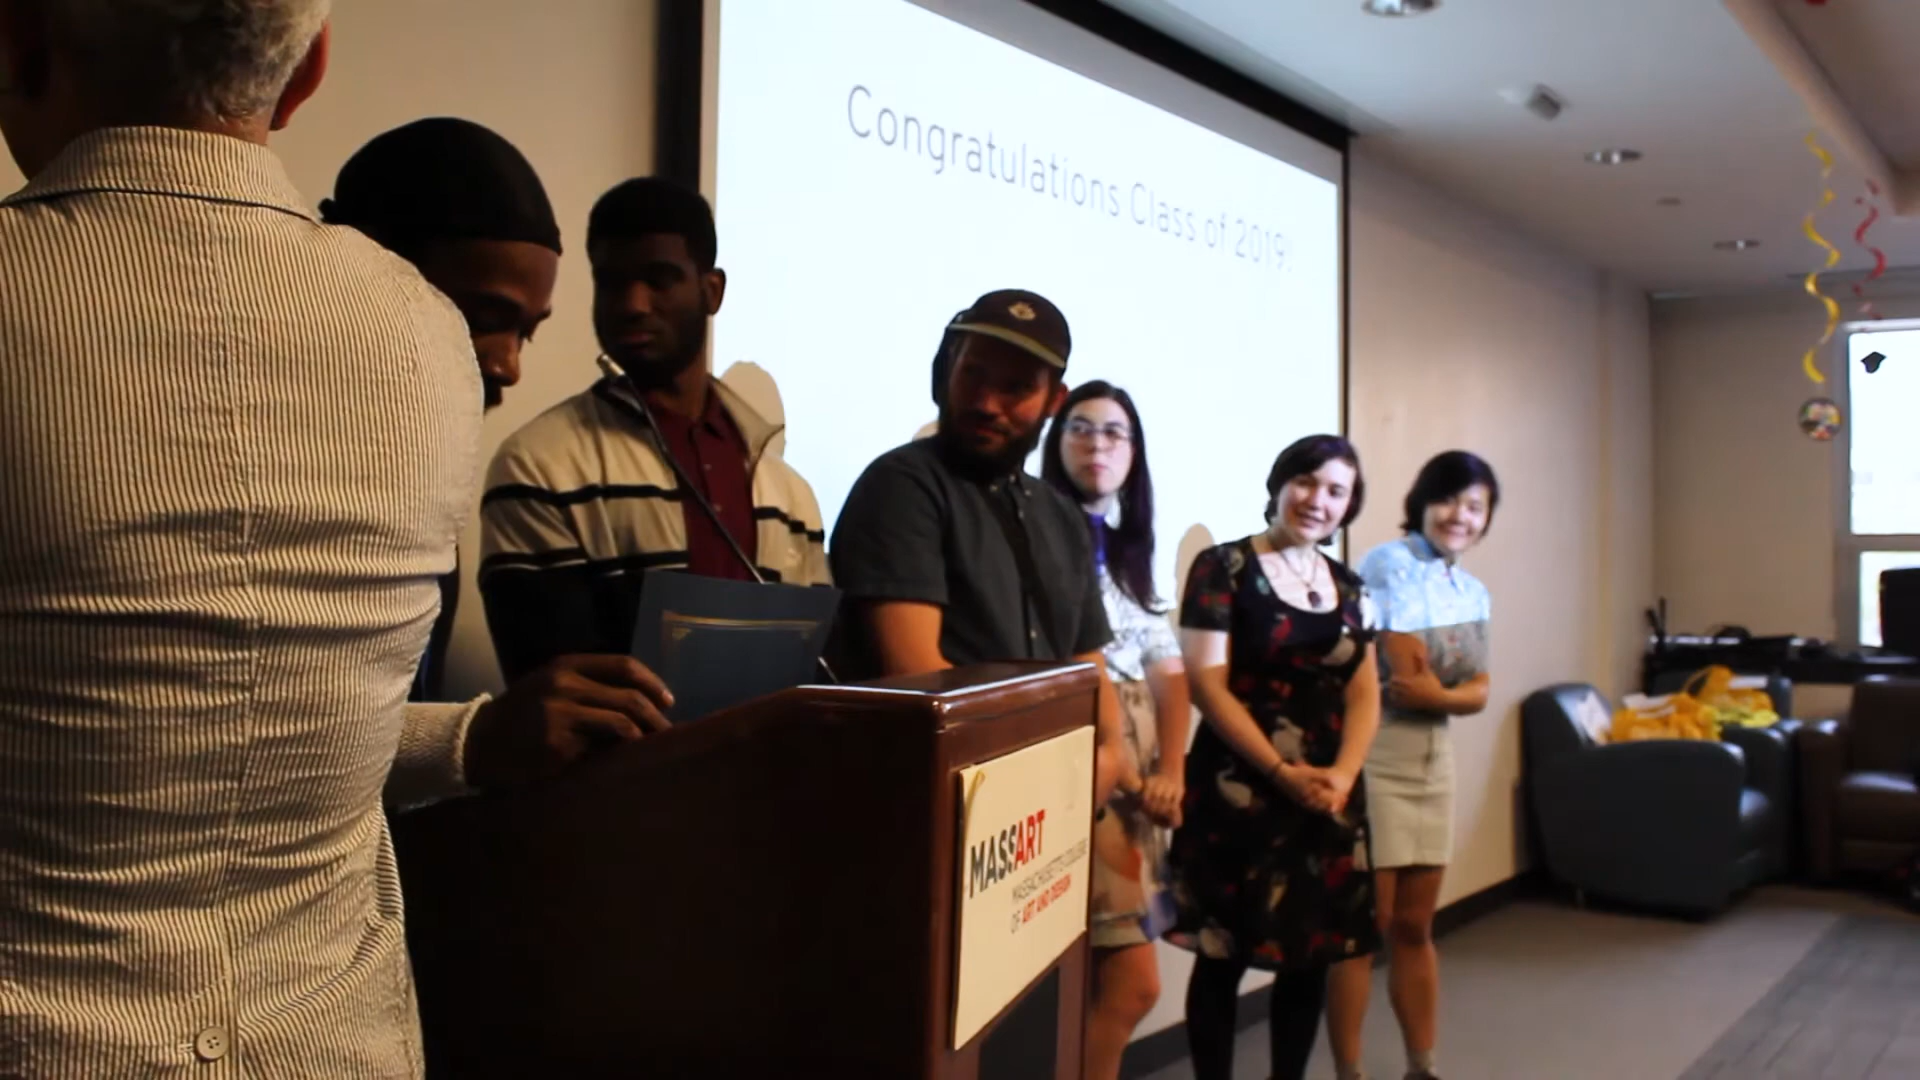 Congratulations Class of 2019!
MASSART
MASSACHUSETTS COLLEGE
OF ART AND DESIGN